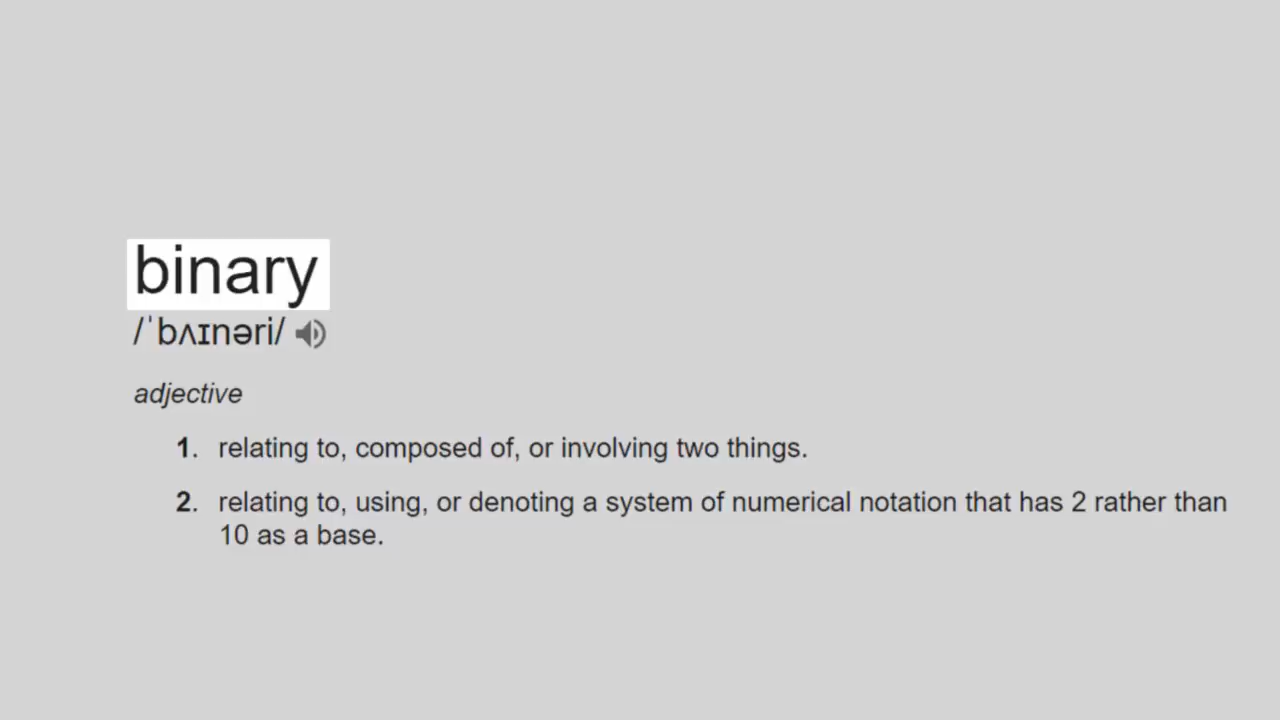 binary
/ˈbʌɪnəri/
adjective
1. relating to, composed of, or involving two things.
2. relating to, using, or denoting a system of numerical notation that has 2 rather than
10 as a base.